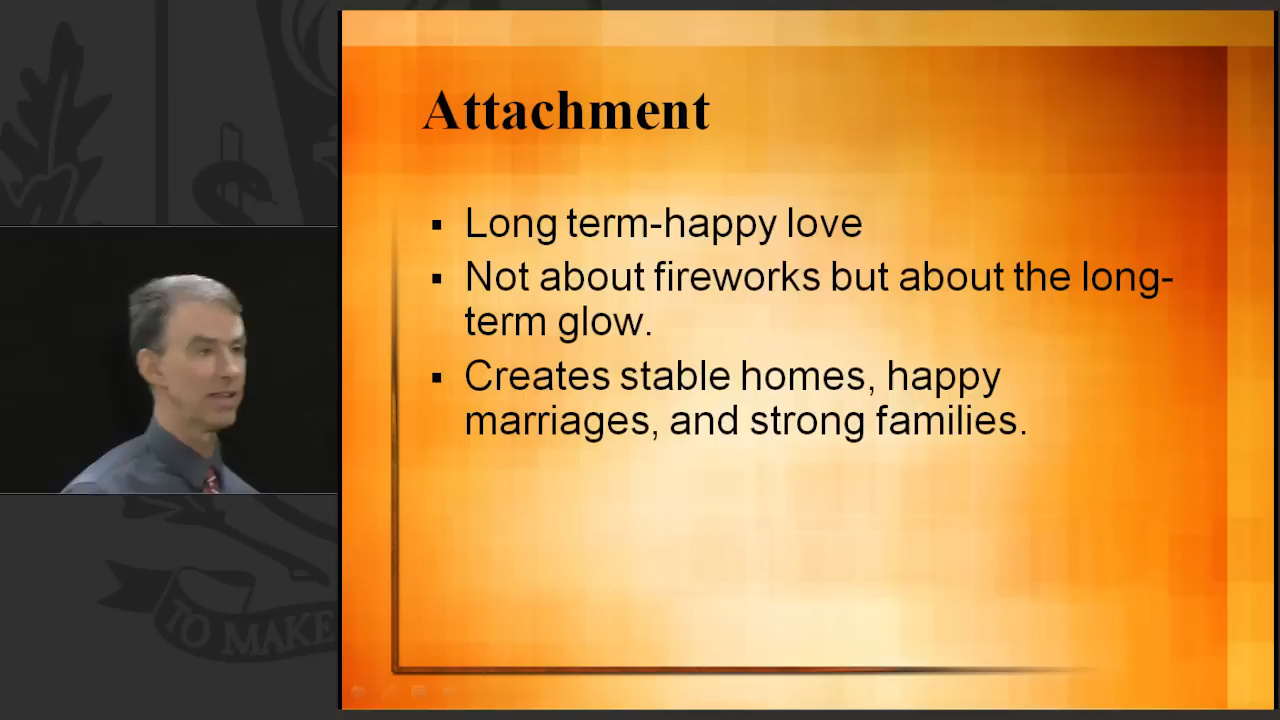 Attachment
▪ Long term-happy love
▪ Not about fireworks but about the long-
term glow.
▪ Creates stable homes, happy
marriages, and strong families.
TO MAKE